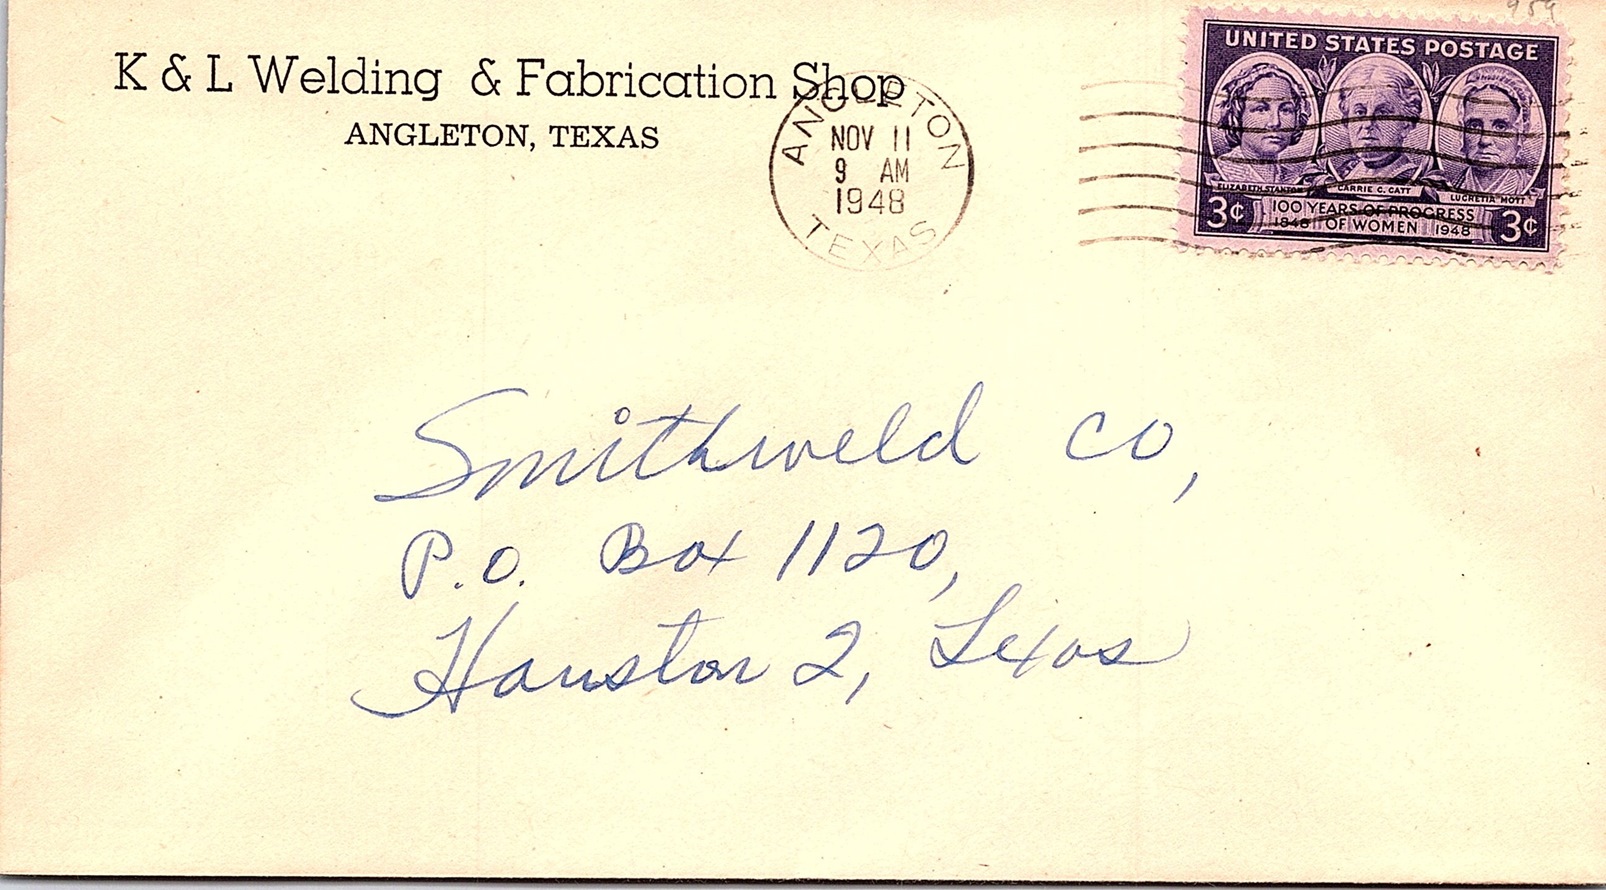 959
K & L Welding & Fabrication Shop
ANGLETON, TEXAS
ANGLETON
NOV 11
9 AM
1948
TEXAS
UNITED STATES POSTAGE
ELIZABETH STANTON CARRIE C. CATT LUCRETIA MOTT
3¢ 100 YEARS OF PROGRESS 3¢
1848 OF WOMEN 1948
Smithweld Co,
P.O. Box 1120,
Houston 2, Texas